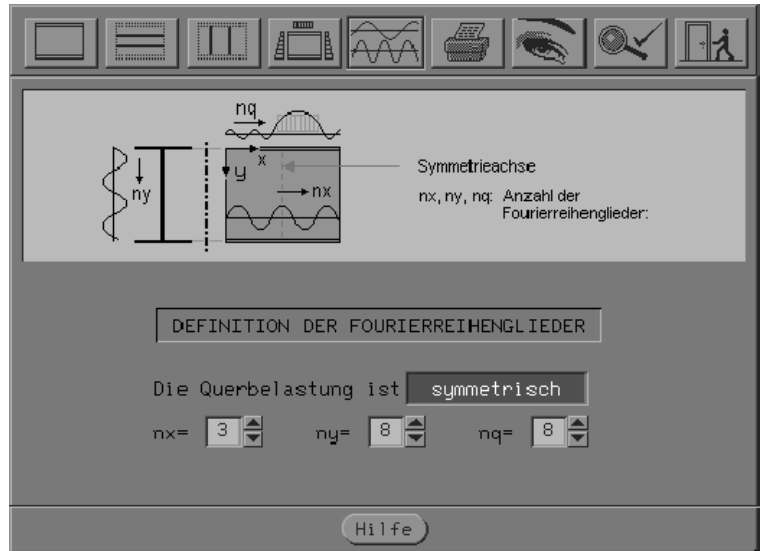 nq
x
y
ny
nx
Symmetrieachse
nx, ny, nq: Anzahl der
Fourierreihenglieder:
DEFINITION DER FOURIERREIHENGLIEDER
Die Querbelastung ist symmetrisch
nx= 3 ny= 8 nq= 8
Hilfe